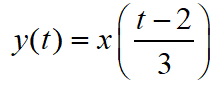 y(t) = x((t − 2)/3)